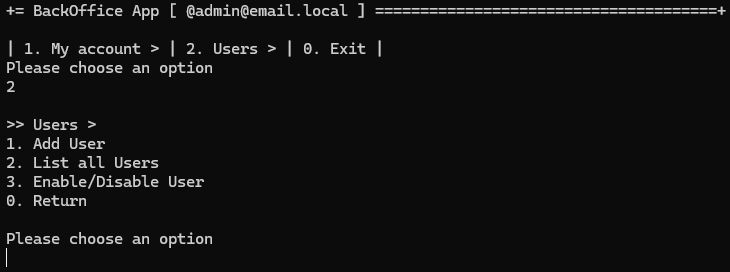 += BackOffice App [ @admin@email.local ] ======================================+
| 1. My account > | 2. Users > | 0. Exit |
Please choose an option
2
>> Users >
1. Add User
2. List all Users
3. Enable/Disable User
0. Return
Please choose an option